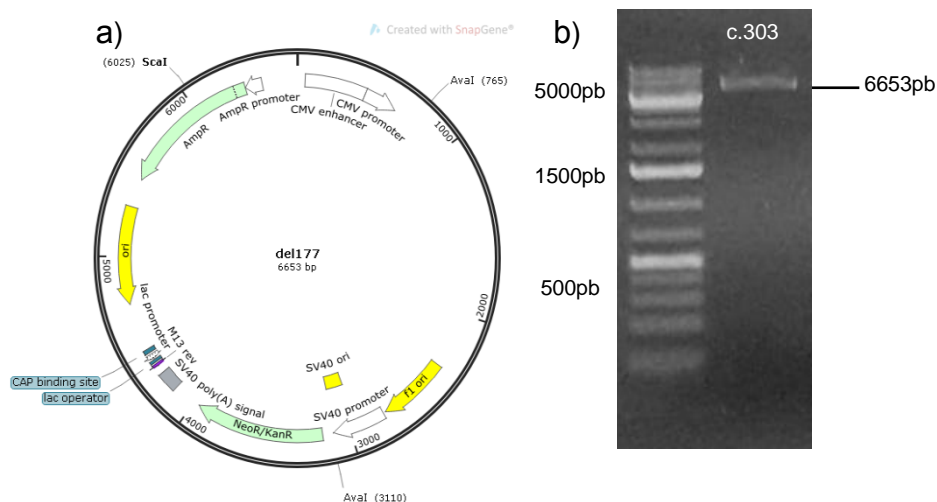 a)
Created with SnapGene®
(6025) ScaI
AvaI (765)
6000
AmpR promoter
AmpR
CMV enhancer
CMV promoter
1000
ori
5000
del177
6653 bp
2000
lac promoter
M13 rev
CAP binding site
lac operator
SV40 poly(A) signal
4000
SV40 ori
SV40 promoter
f1 ori
NeoR/KanR
3000
AvaI (3110)
b)
c.303
5000pb
6653pb
1500pb
500pb